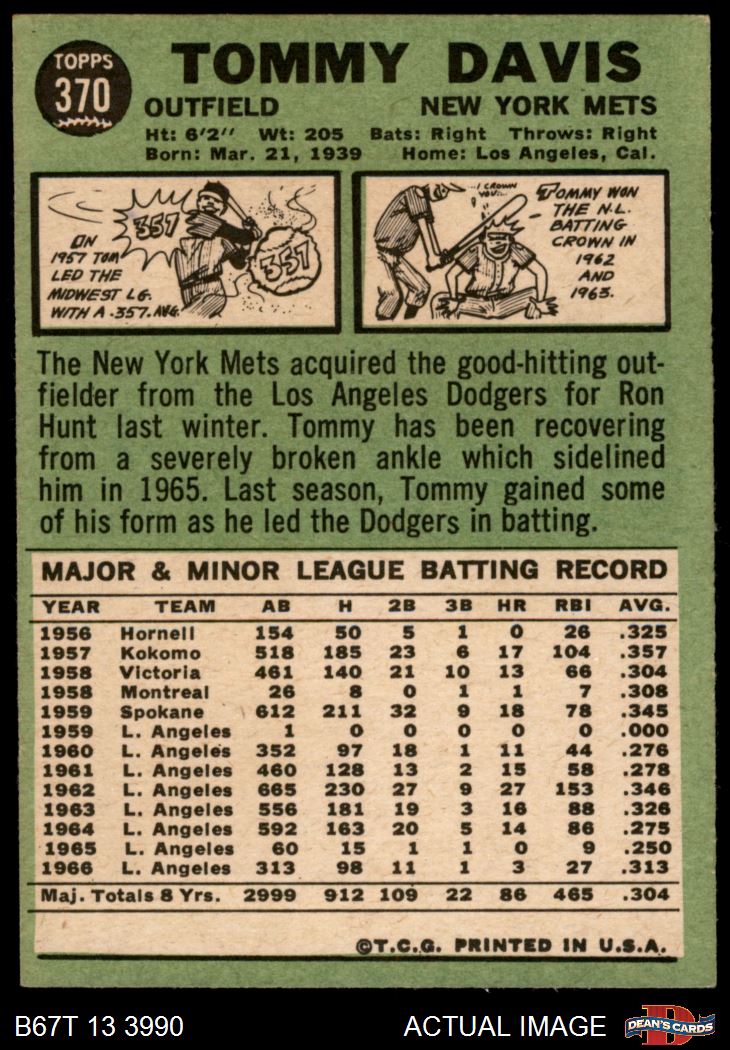 TOPPS
370
TOMMY DAVIS
OUTFIELD NEW YORK METS
Ht: 6'2" Wt: 205 Bats: Right Throws: Right
Born: Mar. 21, 1939 Home: Los Angeles, Cal.
357
357
ON
1957 TOM
LED THE
MIDWEST LG.
WITH A .357. AVG.
I CROWN
YOU...
TOMMY WON
THE N.L.
BATTING
CROWN IN
1962
AND
1963.
The New York Mets acquired the good-hitting out-
fielder from the Los Angeles Dodgers for Ron
Hunt last winter. Tommy has been recovering
from a severely broken ankle which sidelined
him in 1965. Last season, Tommy gained some
of his form as he led the Dodgers in batting.
MAJOR & MINOR LEAGUE BATTING RECORD
YEAR TEAM AB H 2B 3B HR RBI AVG.
1956 Hornell 154 50 5 1 0 26 .325
1957 Kokomo 518 185 23 6 17 104 .357
1958 Victoria 461 140 21 10 13 66 .304
1958 Montreal 26 8 0 1 1 7 .308
1959 Spokane 612 211 32 9 18 78 .345
1959 L. Angeles 1 0 0 0 0 0 .000
1960 L. Angeles 352 97 18 1 11 44 .276
1961 L. Angeles 460 128 13 2 15 58 .278
1962 L. Angeles 665 230 27 9 27 153 .346
1963 L. Angeles 556 181 19 3 16 88 .326
1964 L. Angeles 592 163 20 5 14 86 .275
1965 L. Angeles 60 15 1 1 0 9 .250
1966 L. Angeles 313 98 11 1 3 27 .313
Maj. Totals 8 Yrs. 2999 912 109 22 86 465 .304
©T.C.G. PRINTED IN U.S.A.
B67T 13 3990 ACTUAL IMAGE
D
DEAN'S CARDS